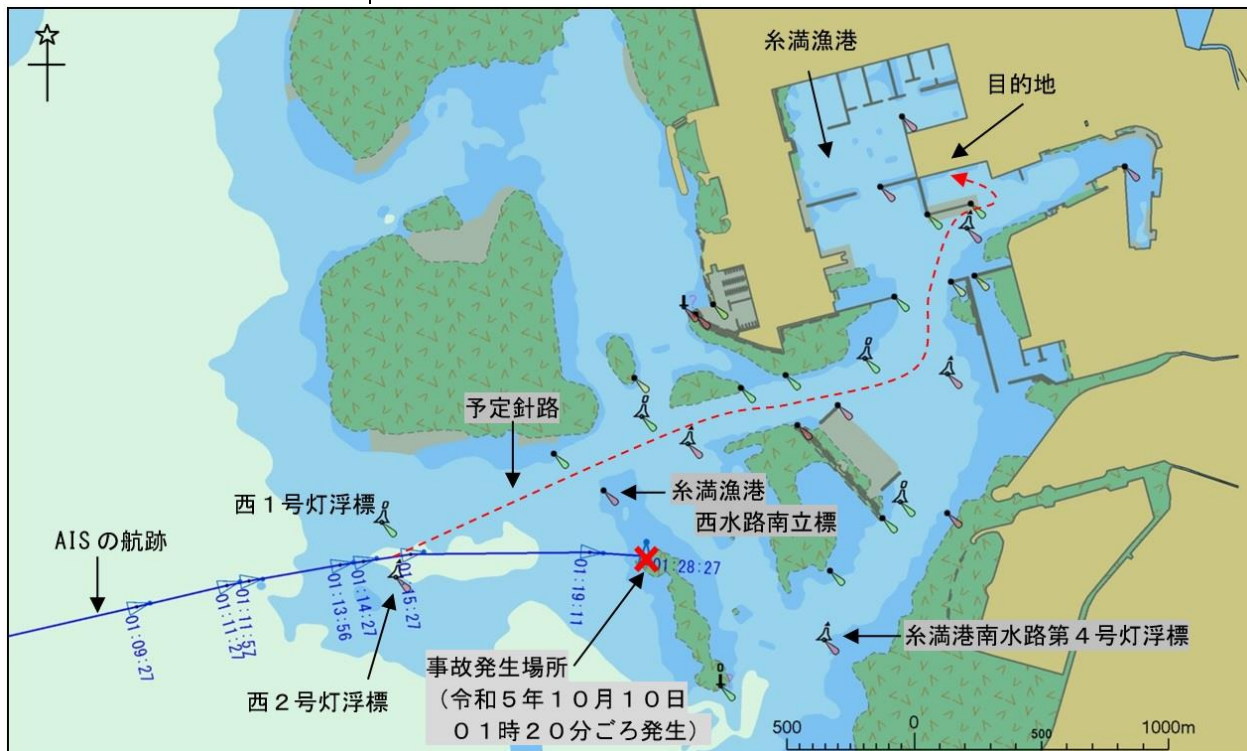 糸満漁港
目的地
予定針路
西１号灯浮標
糸満漁港
西水路南立標
AISの航跡
01:09:27
01:11:27
01:11:57
01:13:56
01:14:27
01:15:27
01:19:11
01:28:27
糸満港南水路第４号灯浮標
事故発生場所
（令和５年１０月１０日
０１時２０分ごろ発生）
西２号灯浮標
500
0
500
1000m